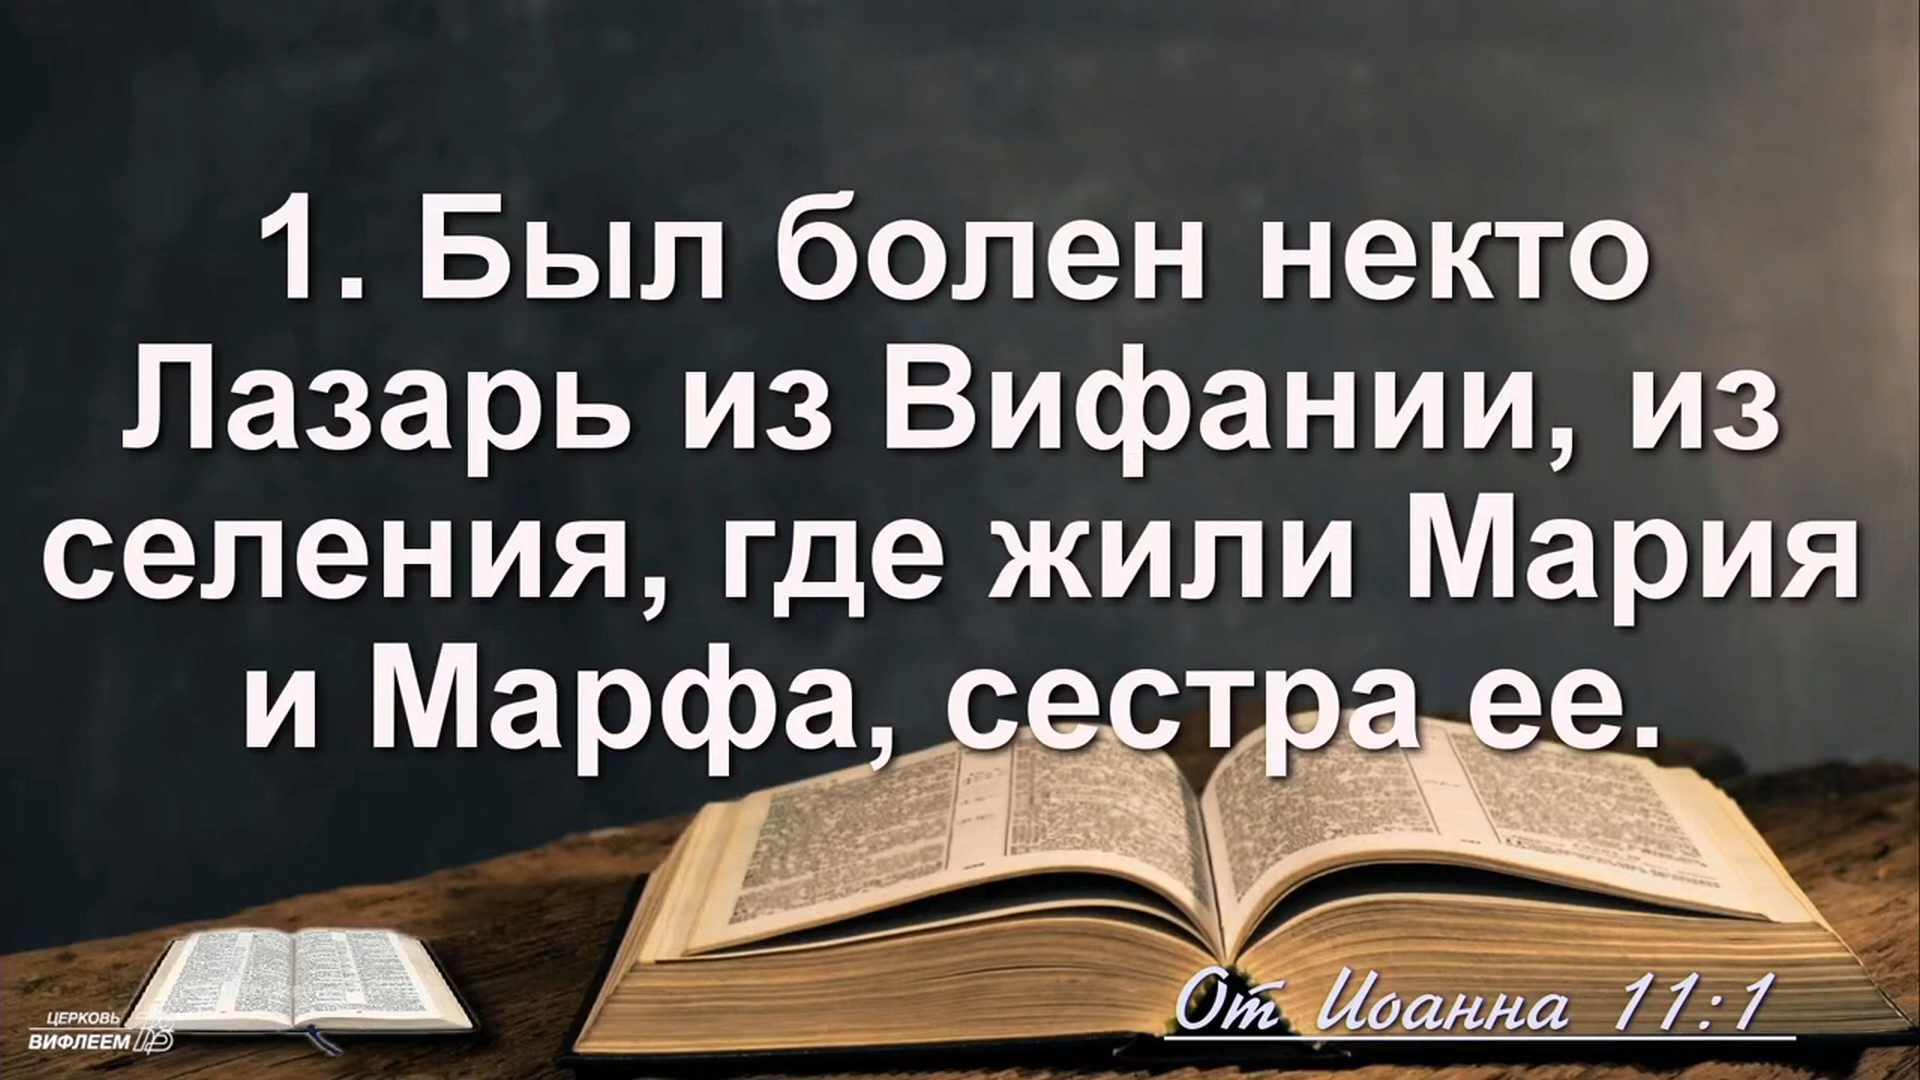 1. Был болен некто
Лазарь из Вифании, из
селения, где жили Мария
и Марфа, сестра ее.
От Иоанна 11:1
ЦЕРКОВЬ
ВИФЛЕЕМ